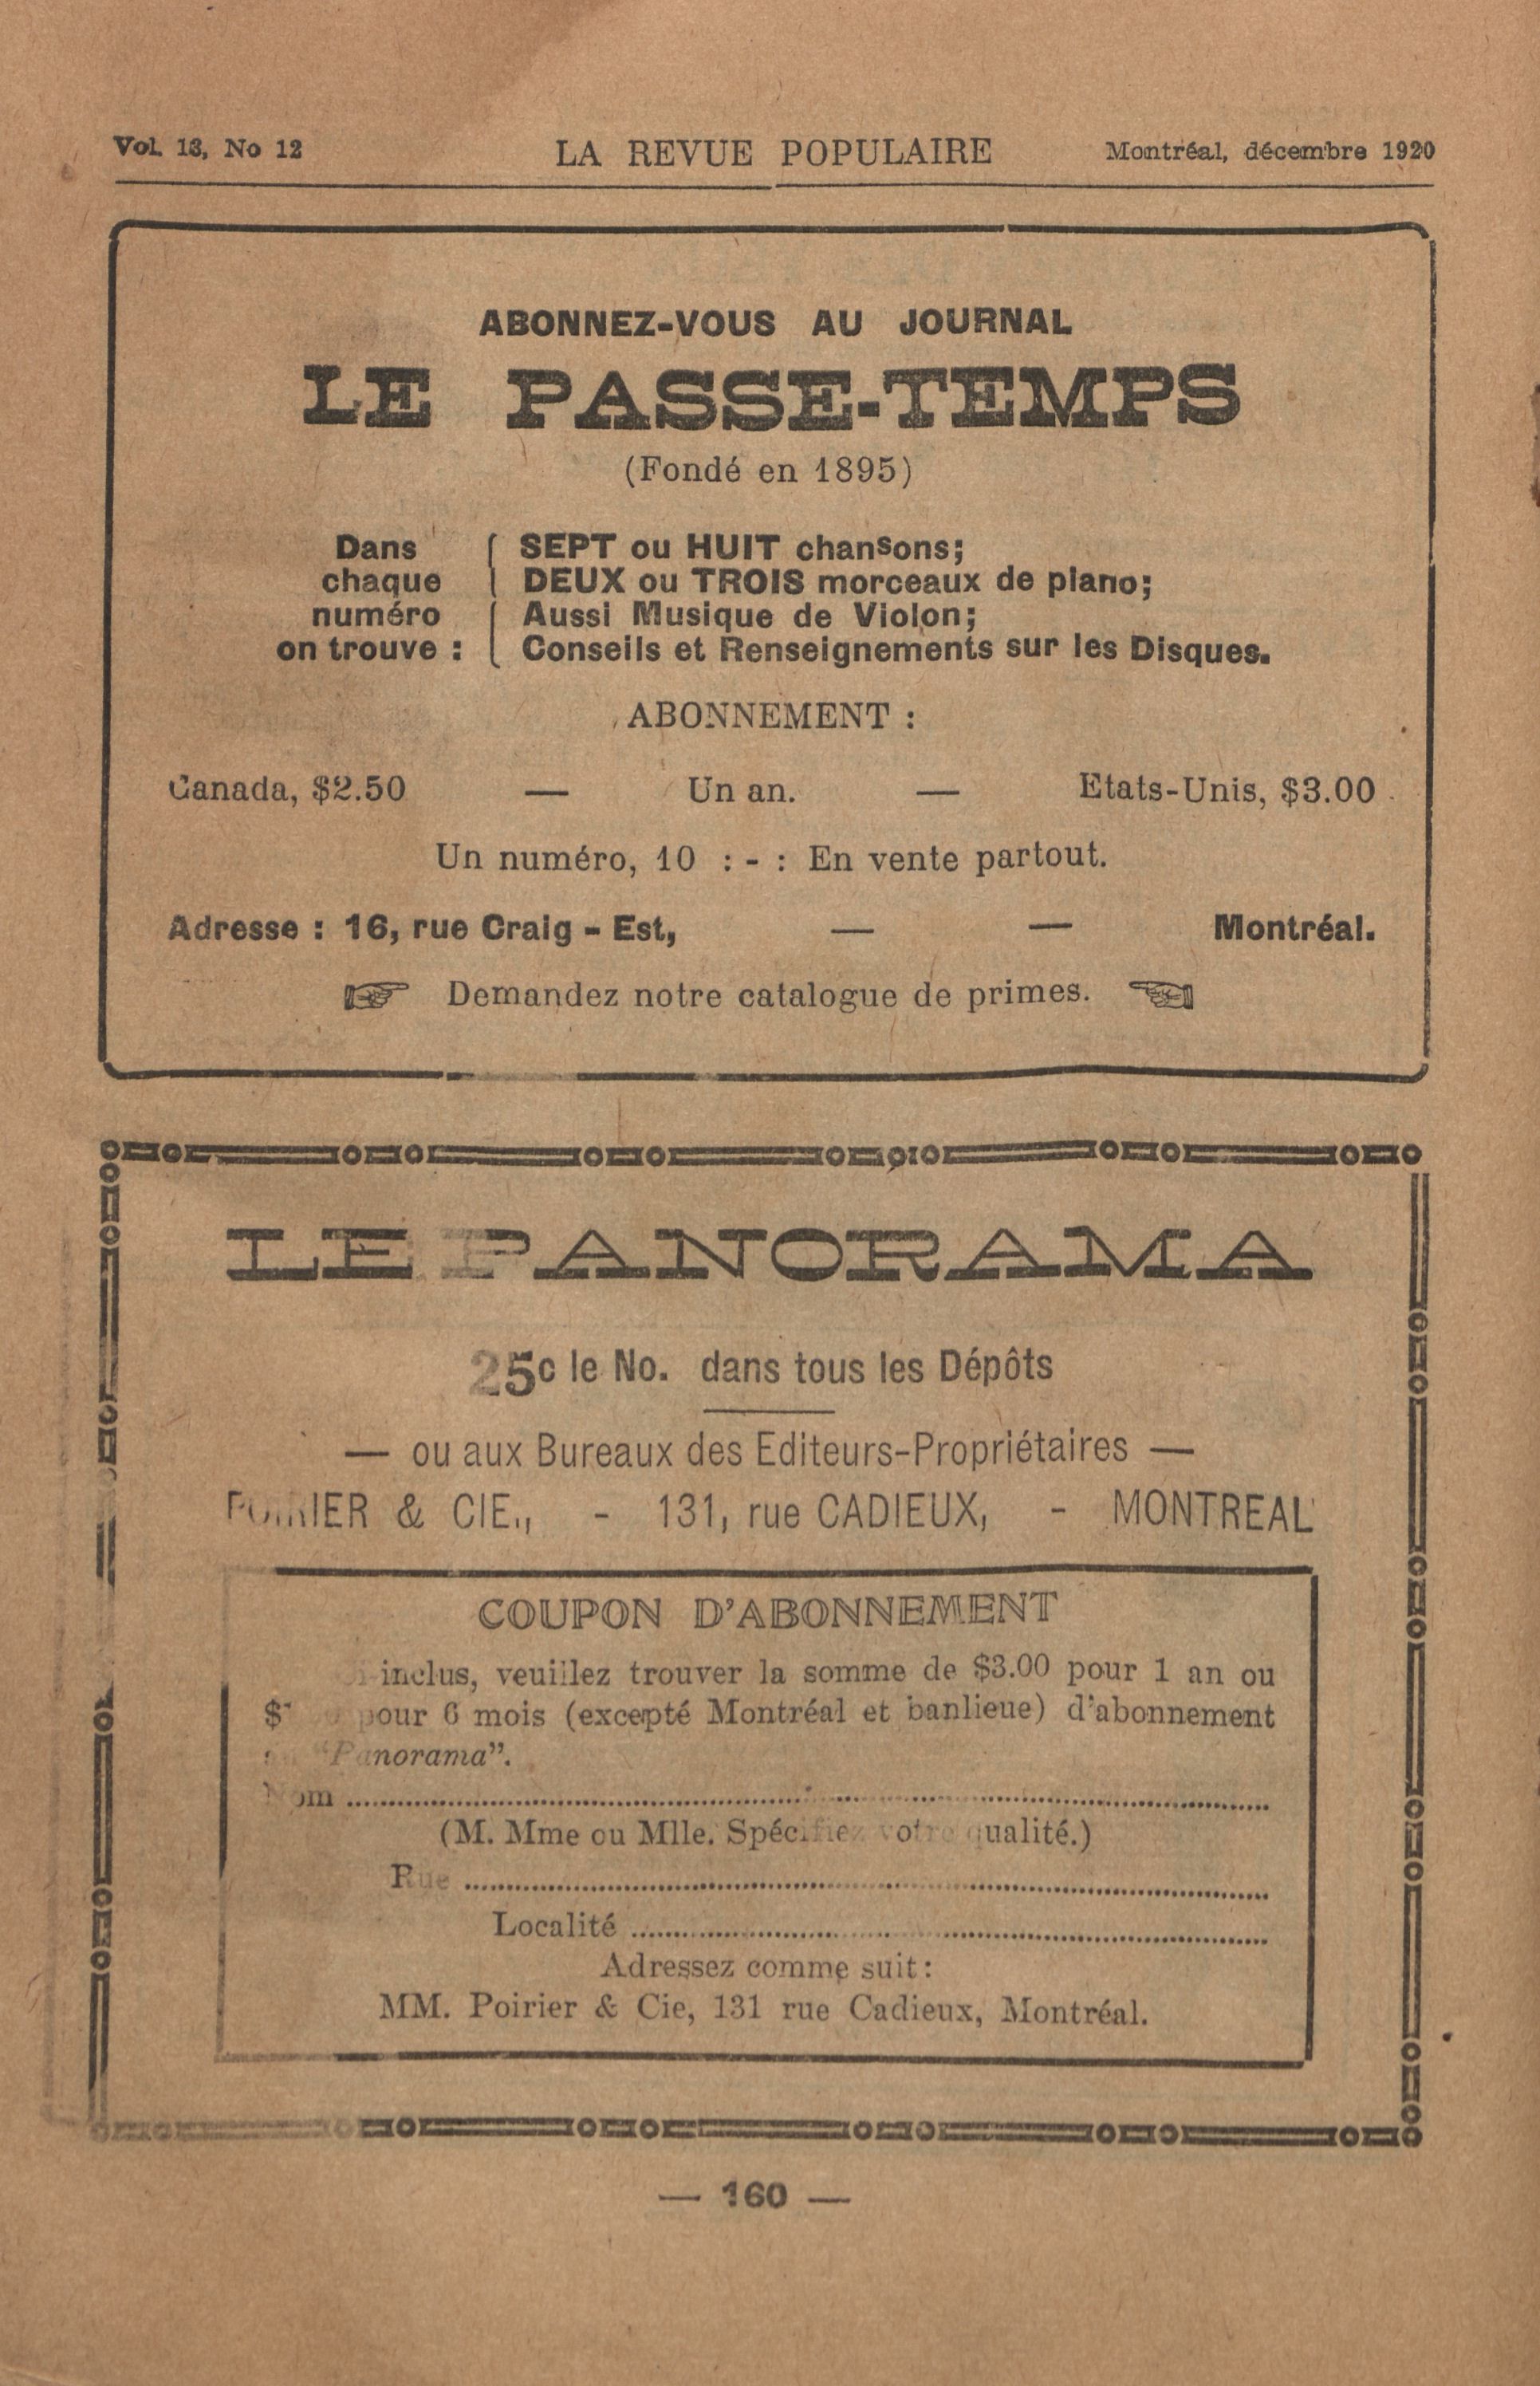 Vol. 13, No 12 LA REVUE POPULAIRE Montréal, décembre 1920
ABONNEZ-VOUS AU JOURNAL
LE PASSE-TEMPS
(Fondé en 1895)
Dans chaque numéro on trouve :
SEPT ou HUIT chansons;
DEUX ou TROIS morceaux de piano;
Aussi Musique de Violon;
Conseils et Renseignements sur les Disques.
ABONNEMENT :
Canada, $2.50 — Un an. — Etats-Unis, $3.00
Un numéro, 10 : - : En vente partout.
Adresse : 16, rue Craig - Est, — — Montréal.
☞ Demandez notre catalogue de primes. ☜
LE PANORAMA
25c le No. dans tous les Dépôts
— ou aux Bureaux des Editeurs-Propriétaires —
POIRIER & CIE., - 131, rue CADIEUX, - MONTREAL
COUPON D'ABONNEMENT
inclus, veuillez trouver la somme de $3.00 pour 1 an ou
pour 6 mois (excepté Montréal et banlieue) d'abonnement
"Panorama".
Nom ....................
(M. Mme ou Mlle. Spécifiez votre qualité.)
Rue ....................
Localité ....................
Adressez comme suit:
MM. Poirier & Cie, 131 rue Cadieux, Montréal.
— 160 —